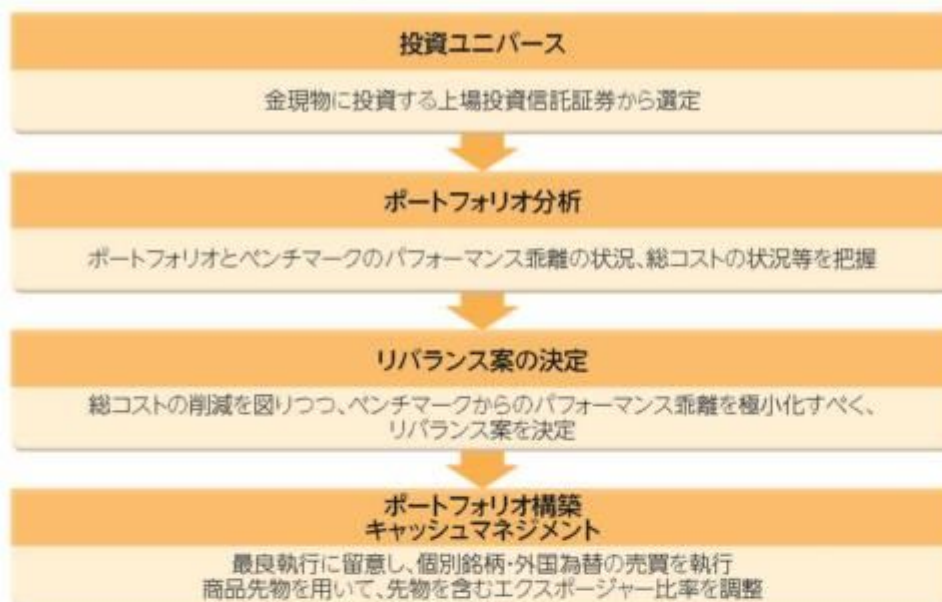 投資ユニバース
金現物に投資する上場投資信託証券から選定
ポートフォリオ分析
ポートフォリオとベンチマークのパフォーマンス乖離の状況、総コストの状況等を把握
リバランス案の決定
総コストの削減を図りつつ、ベンチマークからのパフォーマンス乖離を極小化すべく、
リバランス案を決定
ポートフォリオ構築
キャッシュマネジメント
最良執行に留意し、個別銘柄・外国為替の売買を執行
商品先物を用いて、先物を含むエクスポージャー比率を調整